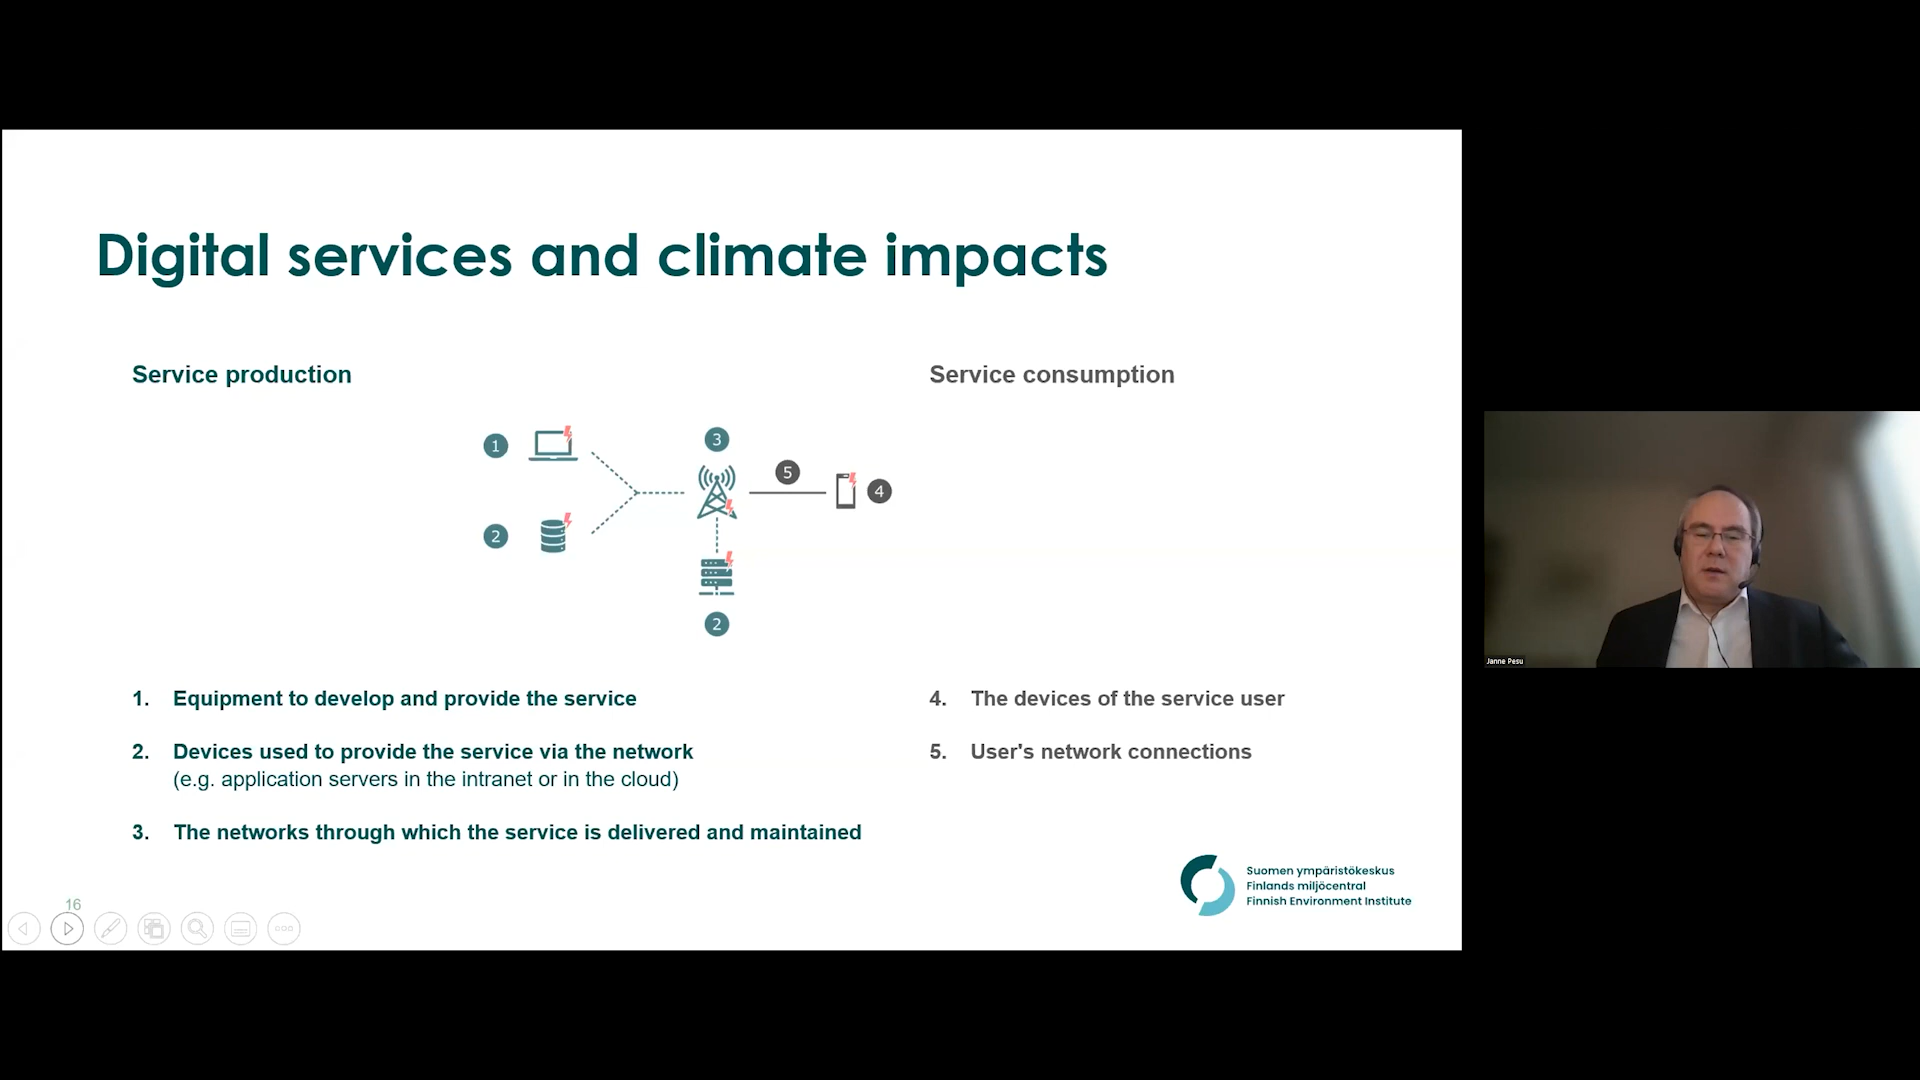 Digital services and climate impacts
Service production
Service consumption
1
2
3
2
5
4
1. Equipment to develop and provide the service
2. Devices used to provide the service via the network
(e.g. application servers in the intranet or in the cloud)
3. The networks through which the service is delivered and maintained
4. The devices of the service user
5. User's network connections
Suomen ympäristökeskus
Finlands miljöcentral
Finnish Environment Institute
16
Janne Pesu